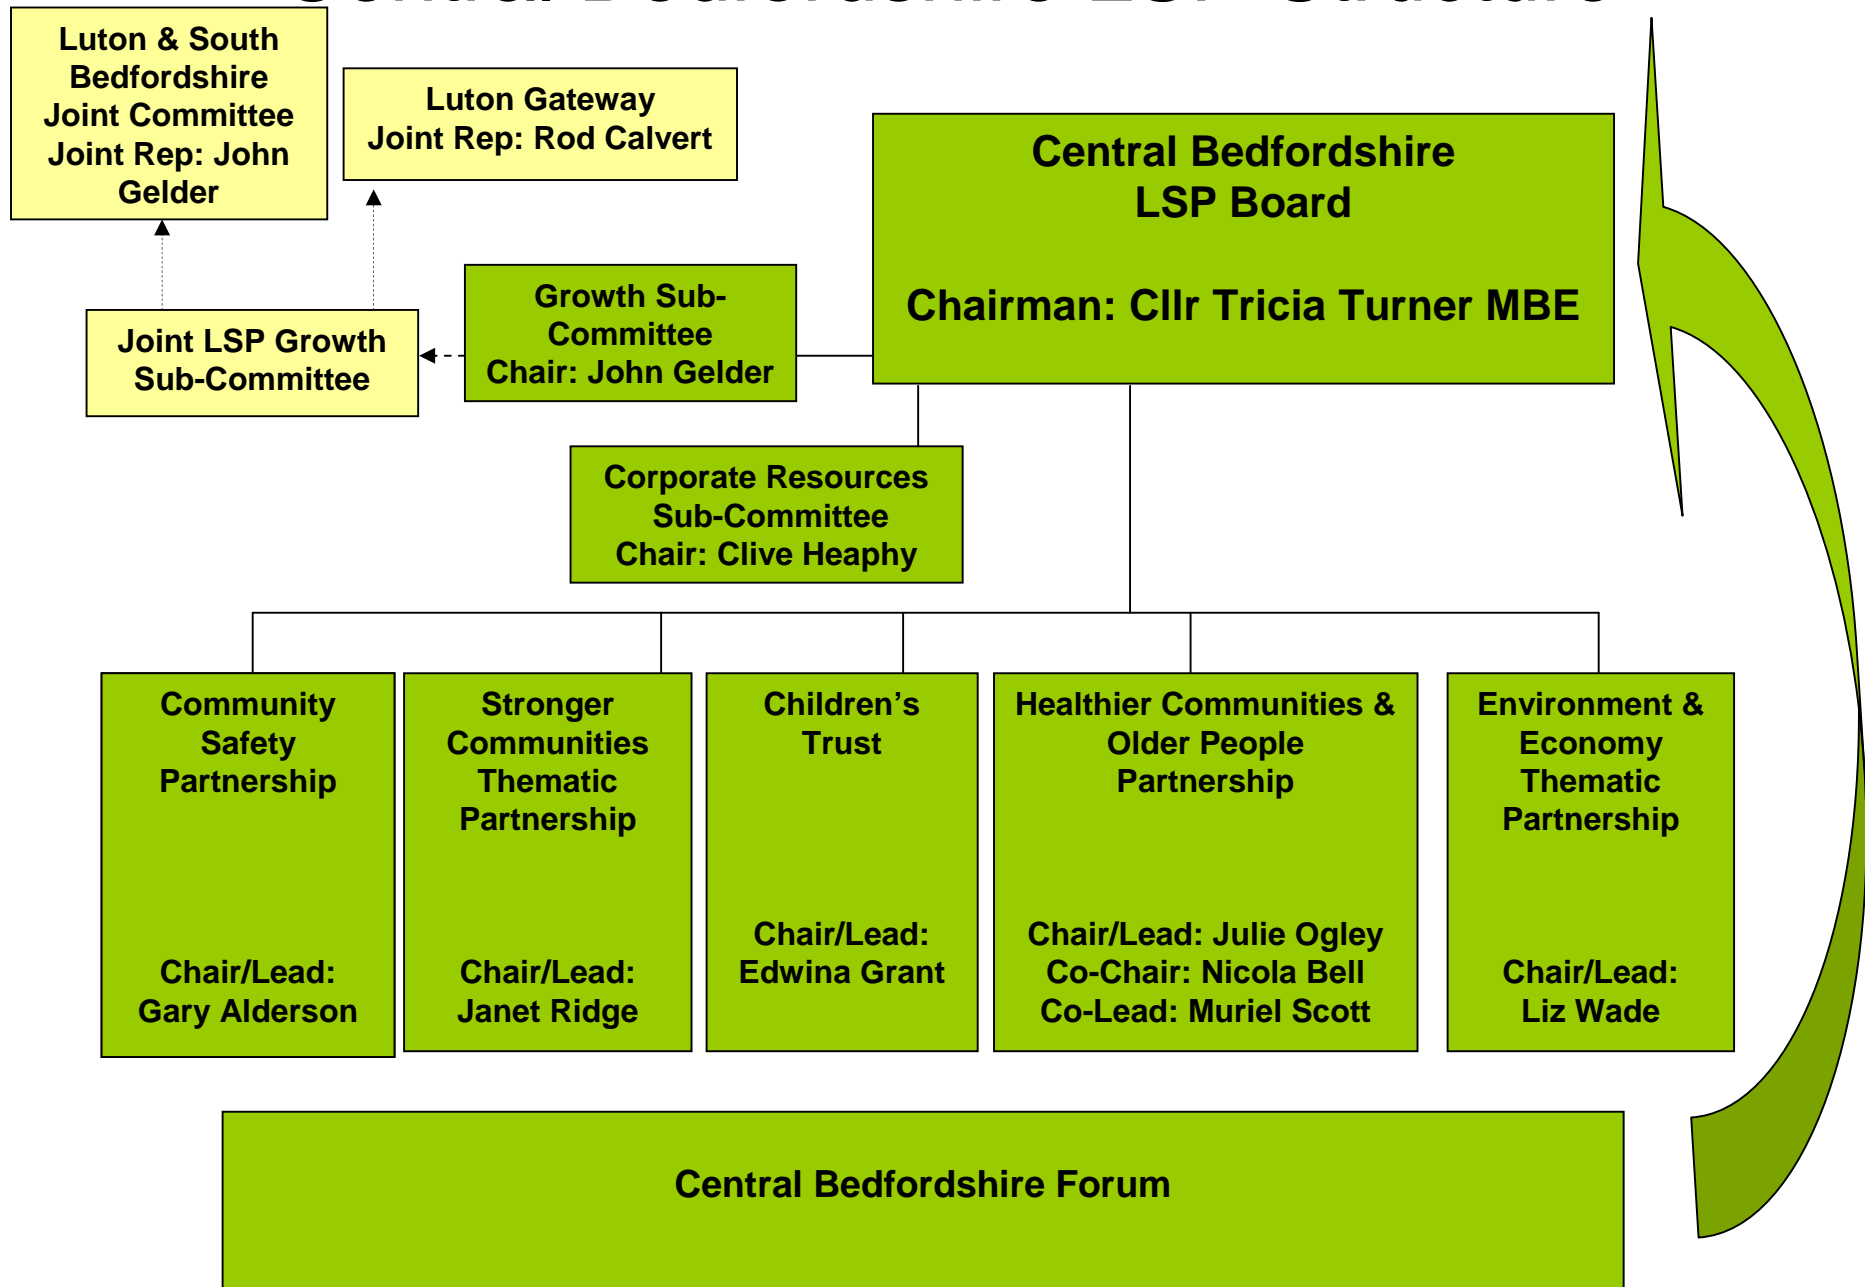 Central Bedfordshire LSP Structure
Luton & South
Bedfordshire
Joint Committee
Joint Rep: John
Gelder
Luton Gateway
Joint Rep: Rod Calvert
Central Bedfordshire
LSP Board
Chairman: Cllr Tricia Turner MBE
Joint LSP Growth
Sub-Committee
Growth Sub-
Committee
Chair: John Gelder
Corporate Resources
Sub-Committee
Chair: Clive Heaphy
Community
Safety
Partnership
Chair/Lead:
Gary Alderson
Stronger
Communities
Thematic
Partnership
Chair/Lead:
Janet Ridge
Children’s
Trust
Chair/Lead:
Edwina Grant
Healthier Communities &
Older People
Partnership
Chair/Lead: Julie Ogley
Co-Chair: Nicola Bell
Co-Lead: Muriel Scott
Environment &
Economy
Thematic
Partnership
Chair/Lead:
Liz Wade
Central Bedfordshire Forum